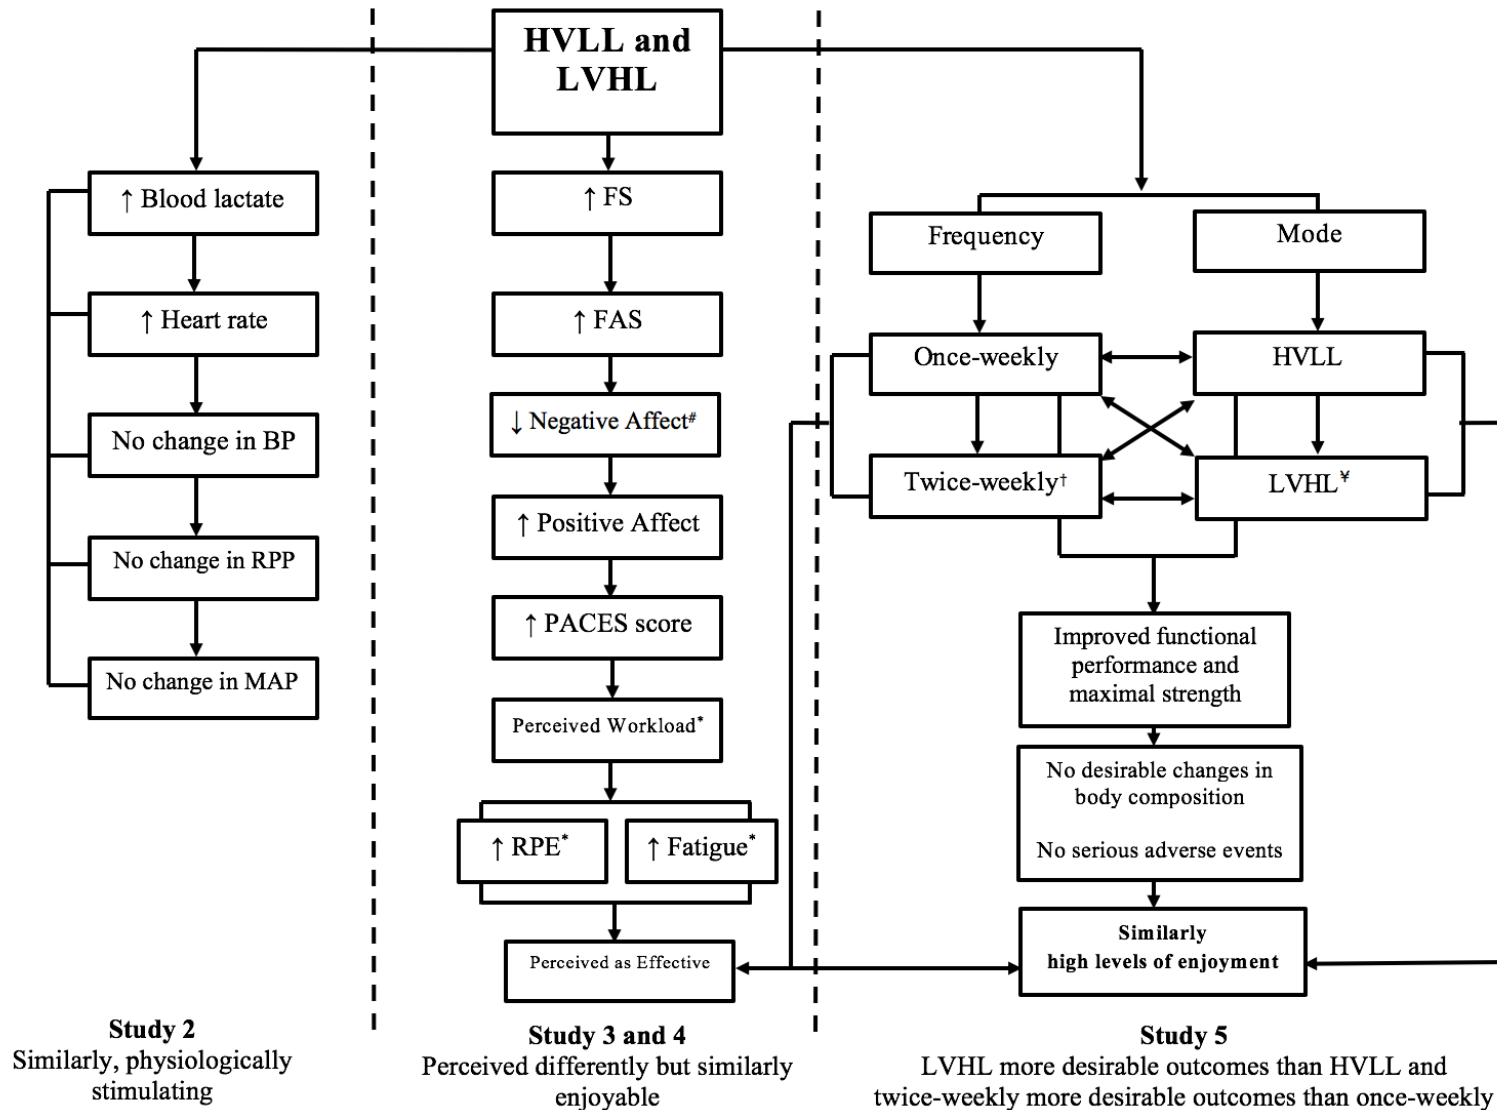 HVLL and
LVHL
↑ Blood lactate
↑ Heart rate
No change in BP
No change in RPP
No change in MAP
Study 2
Similarly, physiologically
stimulating
↑ FS
↑ FAS
↓ Negative Affect#
↑ Positive Affect
↑ PACES score
Perceived Workload*
↑ RPE*
↑ Fatigue*
Perceived as Effective
Study 3 and 4
Perceived differently but similarly
enjoyable
Frequency
Mode
Once-weekly
HVLL
Twice-weekly†
LVHL¥
Improved functional
performance and
maximal strength
No desirable changes in
body composition
No serious adverse events
Similarly
high levels of enjoyment
Study 5
LVHL more desirable outcomes than HVLL and
twice-weekly more desirable outcomes than once-weekly